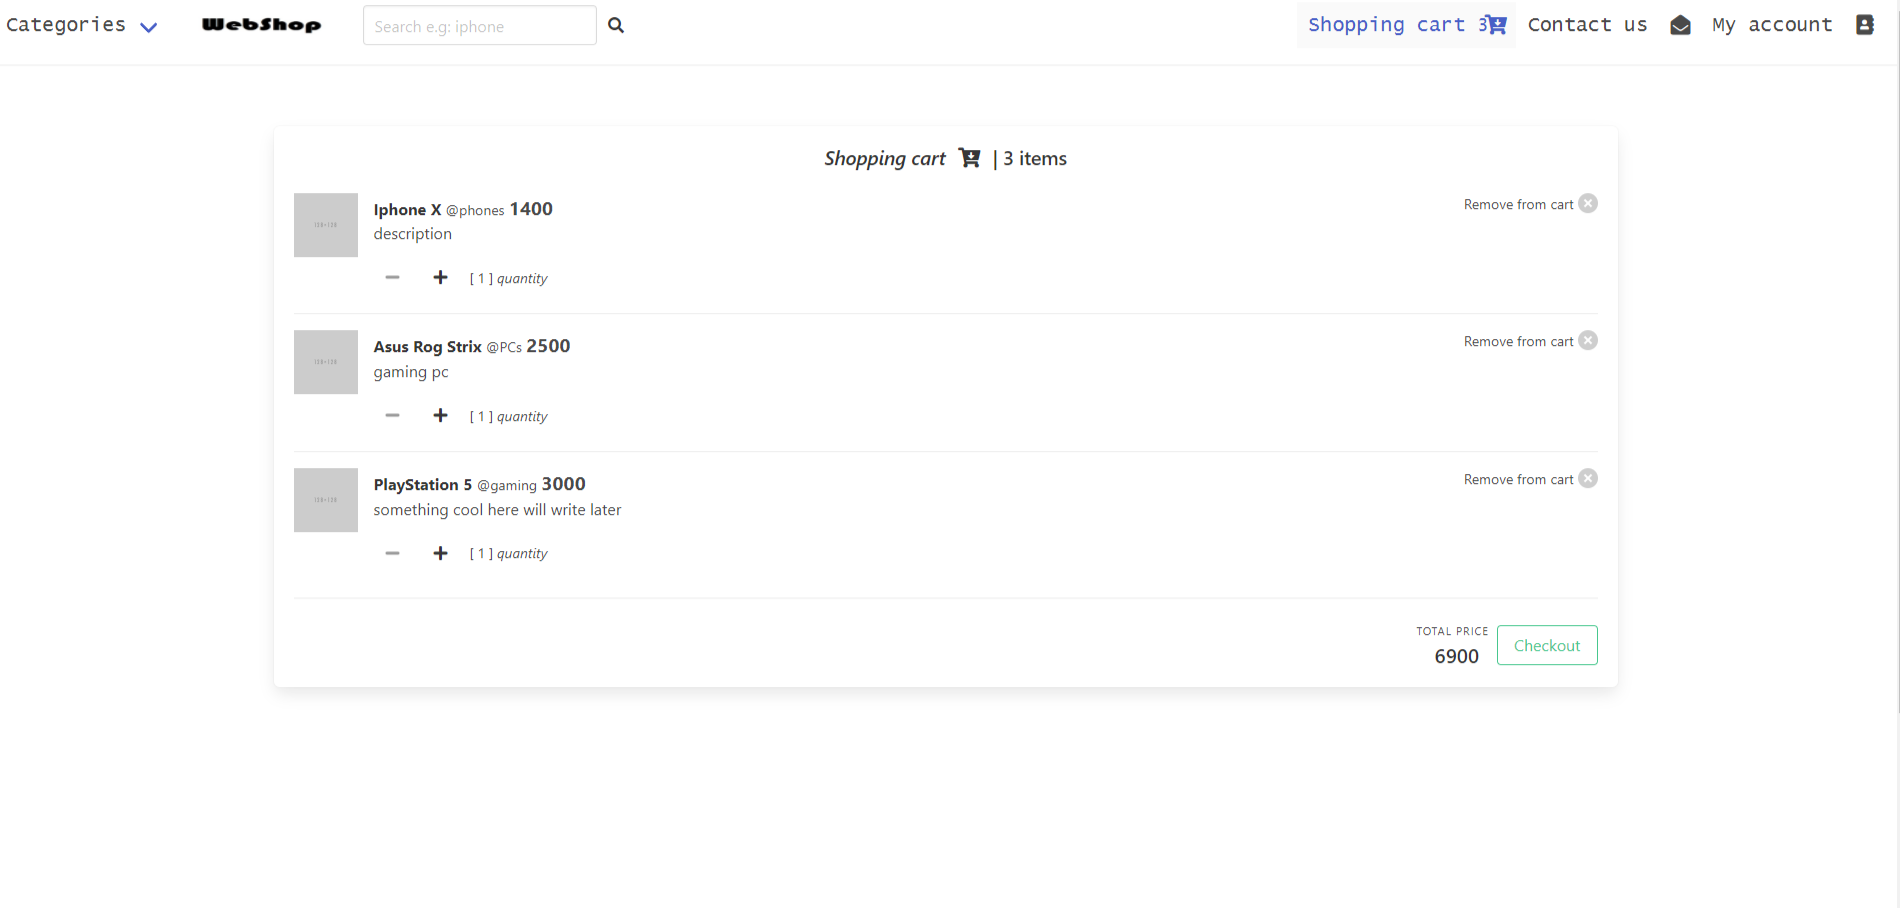 Categories WebShop Search e.g: iphone Shopping cart 3 Contact us My account
Shopping cart | 3 items
Iphone X @phones 1400 Remove from cart
description
[ 1 ] quantity
Asus Rog Strix @PCs 2500 Remove from cart
gaming pc
[ 1 ] quantity
PlayStation 5 @gaming 3000 Remove from cart
something cool here will write later
[ 1 ] quantity
TOTAL PRICE
6900
Checkout